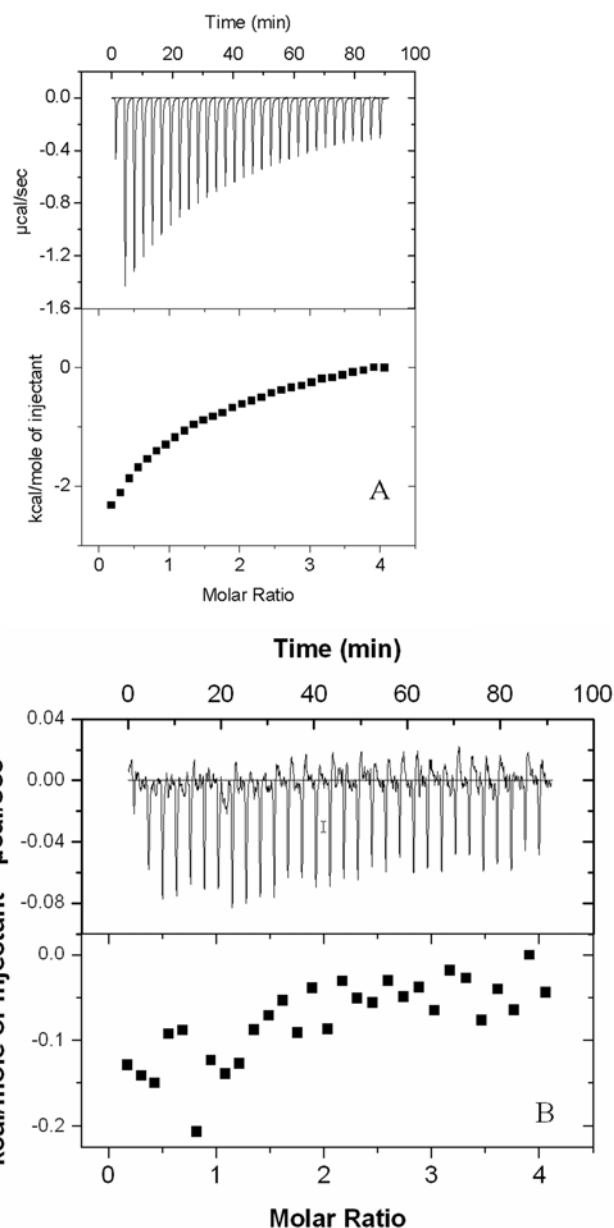 Time (min)
0 20 40 60 80 100
0.0
-0.4
-0.8
-1.2
-1.6
µcal/sec
0
-2
kcal/mole of injectant
A
0 1 2 3 4
Molar Ratio
Time (min)
0 20 40 60 80 100
0.04
0.00
-0.04
-0.08
0.0
-0.1
-0.2
of injectant
B
0 1 2 3 4
Molar Ratio